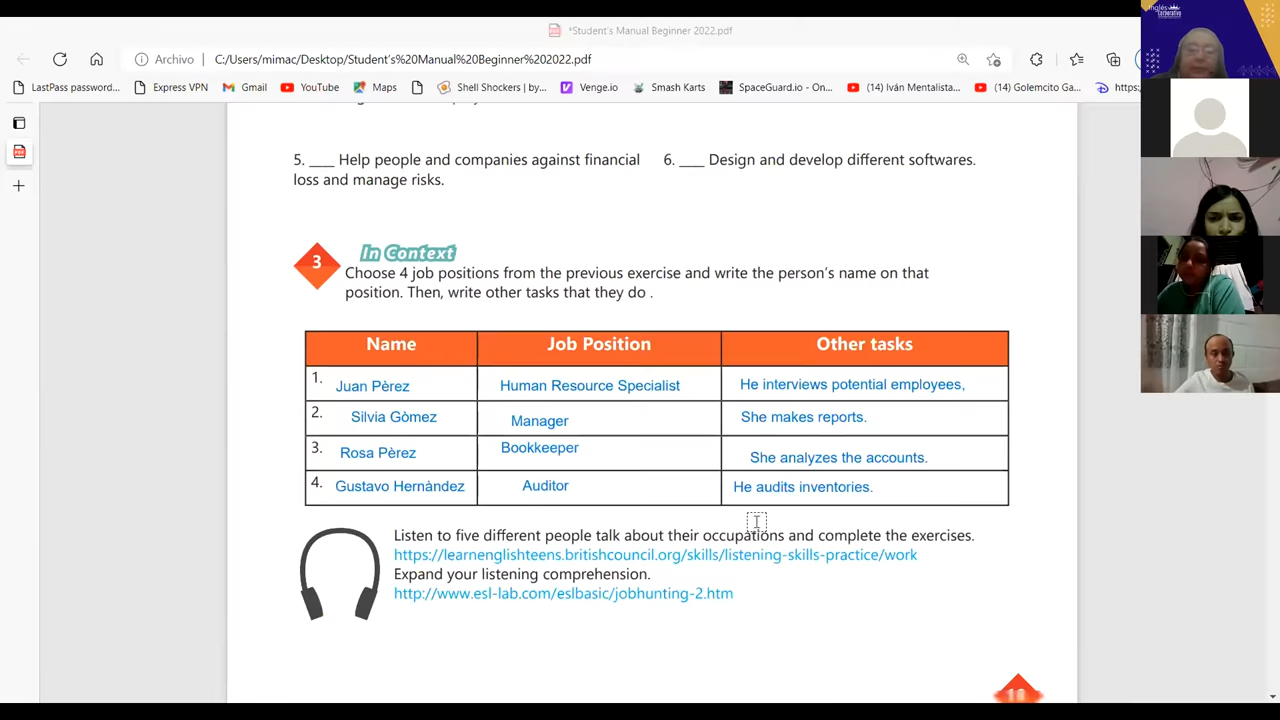 *Student's Manual Beginner 2022.pdf
Archivo C:/Users/mimac/Desktop/Student's%20Manual%20Beginner%202022.pdf
LastPass password... Express VPN Gmail YouTube Maps Shell Shockers | by... Venge.io Smash Karts SpaceGuard.io - On... (14) Iván Mentalista... (14) Golemcito Ga... https:
Inglés
corporativo
5. ____ Help people and companies against financial
loss and manage risks.
6. ____ Design and develop different softwares.
3
In Context
Choose 4 job positions from the previous exercise and write the person's name on that
position. Then, write other tasks that they do .
Name Job Position Other tasks
1. Juan Pèrez Human Resource Specialist He interviews potential employees,
2. Silvia Gòmez Manager She makes reports.
3. Rosa Pèrez Bookkeeper She analyzes the accounts.
4. Gustavo Hernàndez Auditor He audits inventories.
Listen to five different people talk about their occupations and complete the exercises.
https://learnenglishteens.britishcouncil.org/skills/listening-skills-practice/work
Expand your listening comprehension.
http://www.esl-lab.com/eslbasic/jobhunting-2.htm